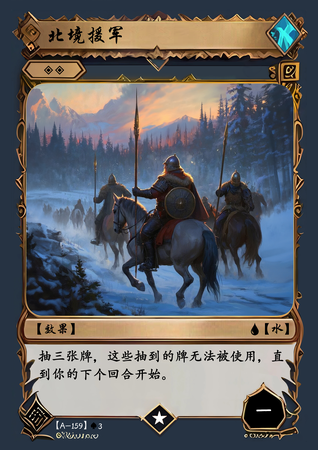 北境援军
【效果】
【水】
抽三张牌，这些抽到的牌无法被使用，直
到你的下个回合开始。
【A-159】◆3
一